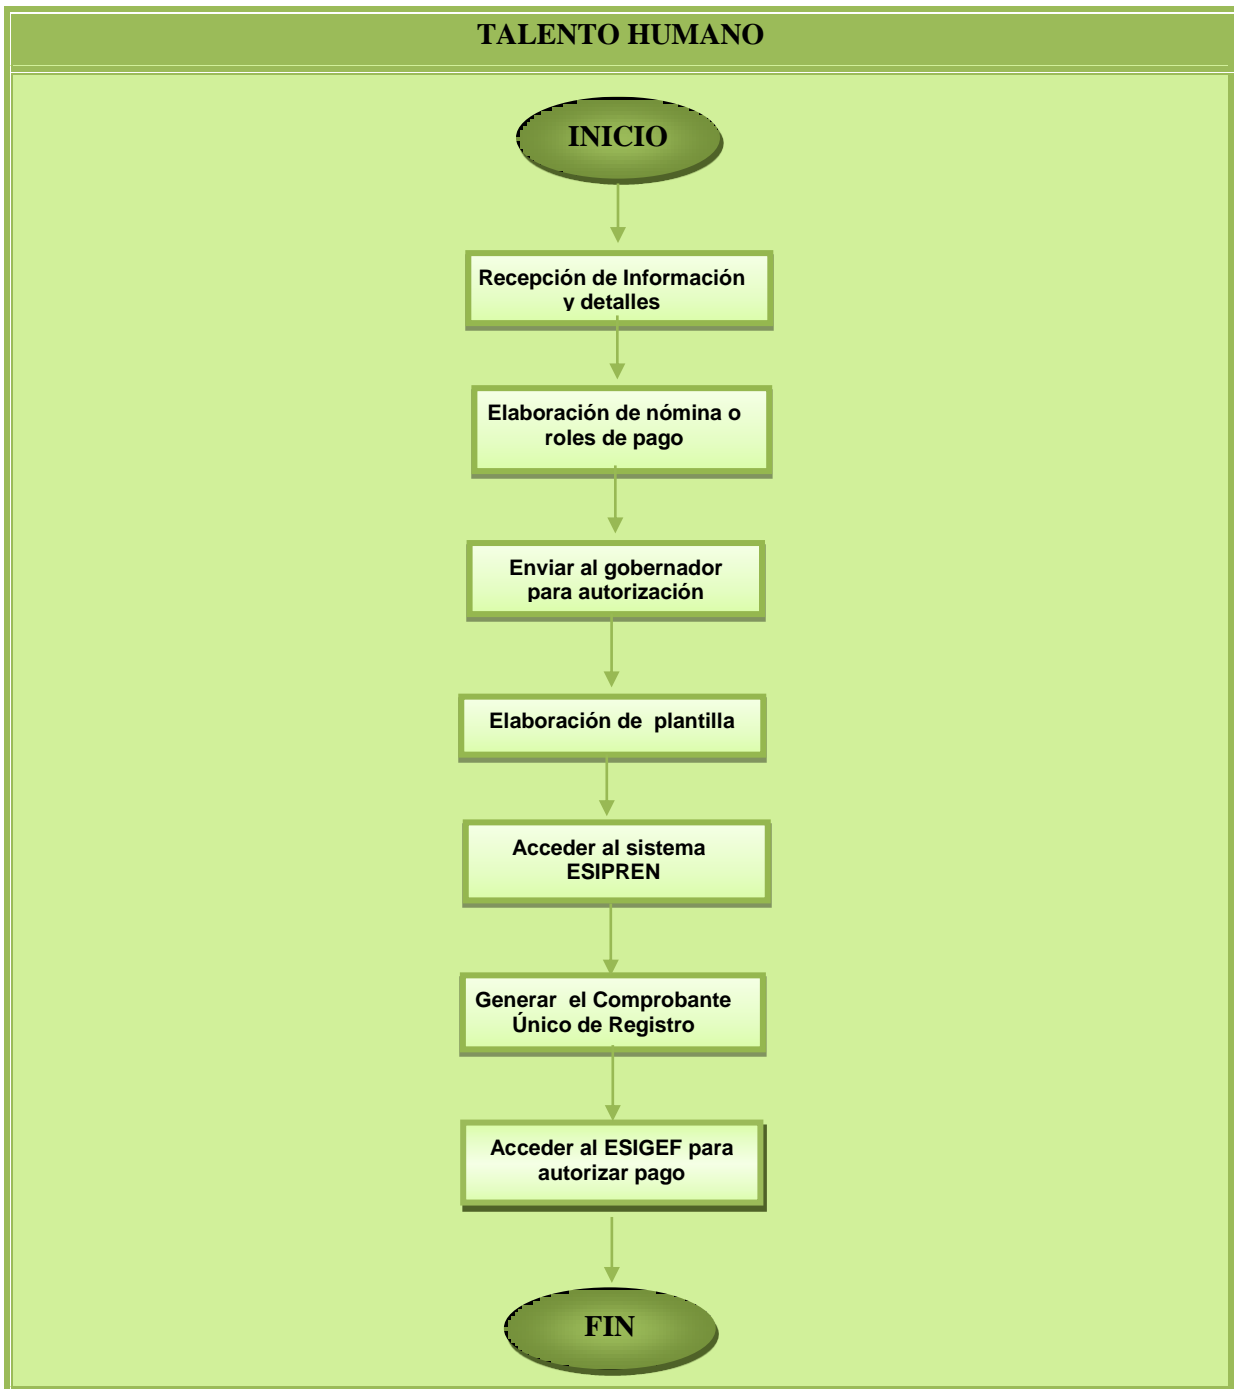 TALENTO HUMANO
INICIO
Recepción de Información
y detalles
Elaboración de nómina o
roles de pago
Enviar al gobernador
para autorización
Elaboración de plantilla
Acceder al sistema
ESIPREN
Generar el Comprobante
Único de Registro
Acceder al ESIGEF para
autorizar pago
FIN